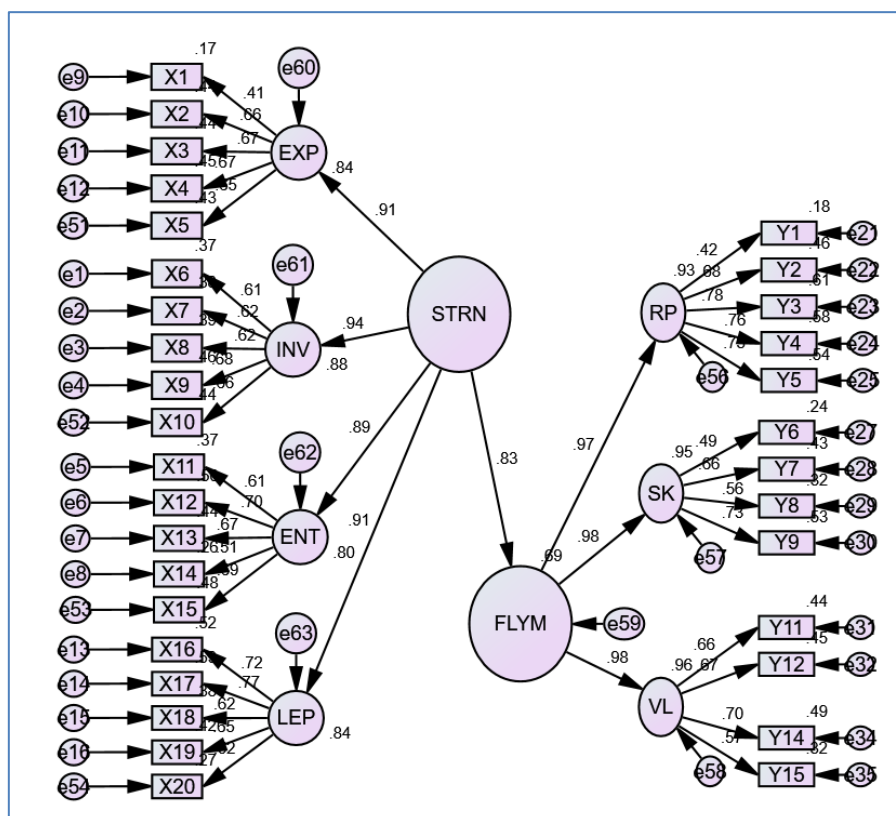 .17
e9 X1 .41 e60
e10 X2 .66
e11 X3 .67 EXP .84
e12 X4 .67
e51 X5 .43 .91
.37
e1 X6 .61 e61
e2 X7 .62
e3 X8 .62 INV .94 STRN
e4 X9 .68 .88
e52 X10 .44
.37
e5 X11 .61 e62 .89
e6 X12 .70
e7 X13 .67 ENT .91
e8 X14 .51 .80
e53 X15 .48
.52
e13 X16 .72 e63
e14 X17 .77
e15 X18 .62 LEP .84
e16 X19 .65
e54 X20 .27
.83
.69
FLYM e59
.97
.98
.98
.18
.42 Y1 e21
.93 .68 .46 Y2 e22
RP .78 .61 Y3 e23
.76 .58 Y4 e24
e56 .54 Y5 e25
.24
.95 .49 Y6 e27
.66 .43 Y7 e28
SK .56 .32 Y8 e29
.73 .53 Y9 e30
e57
.44
.66 Y11 e31
.96 .67 .45 Y12 e32
VL
.70 .49 Y14 e34
.57 .32 Y15 e35
e58